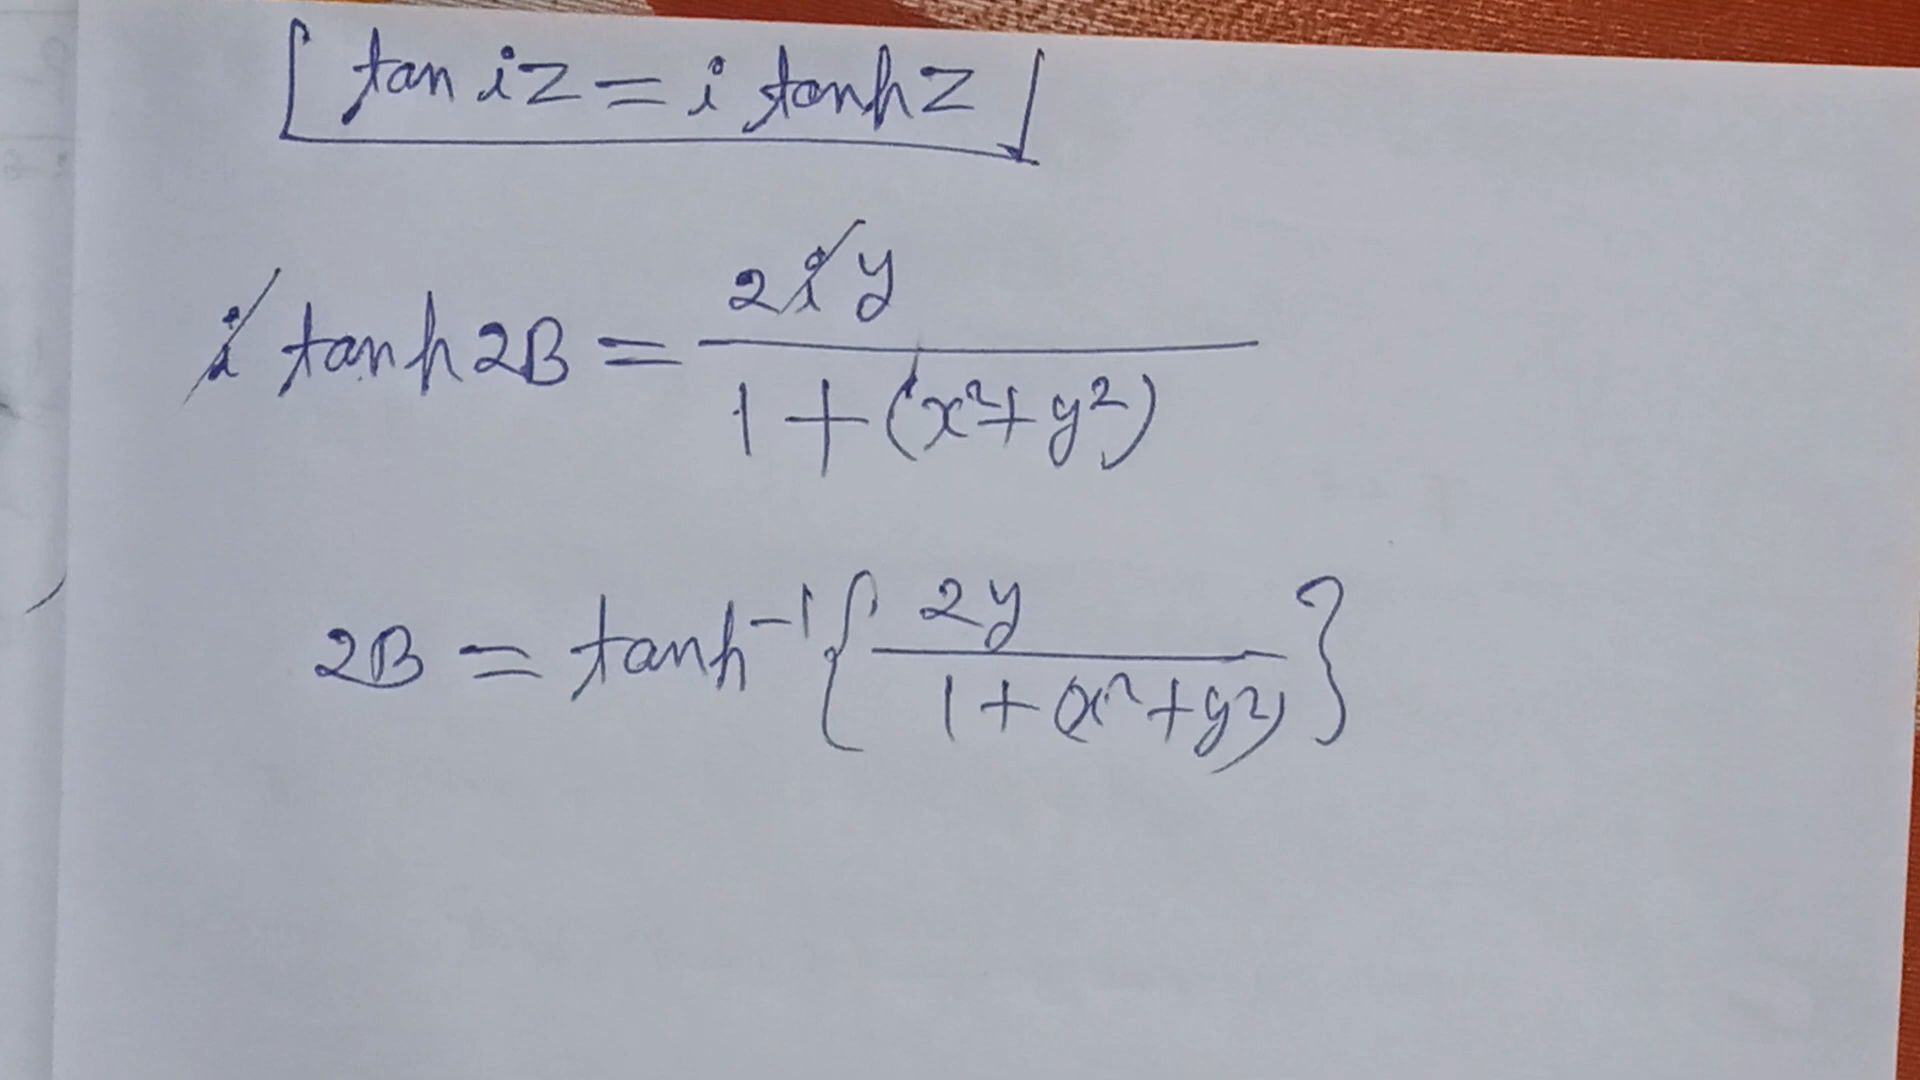 [tan iz = i tanh z]
i tanh 2B = 2iy / 1 + (x² + y²)
2B = tanh⁻¹ { 2y / 1 + (x² + y²) }